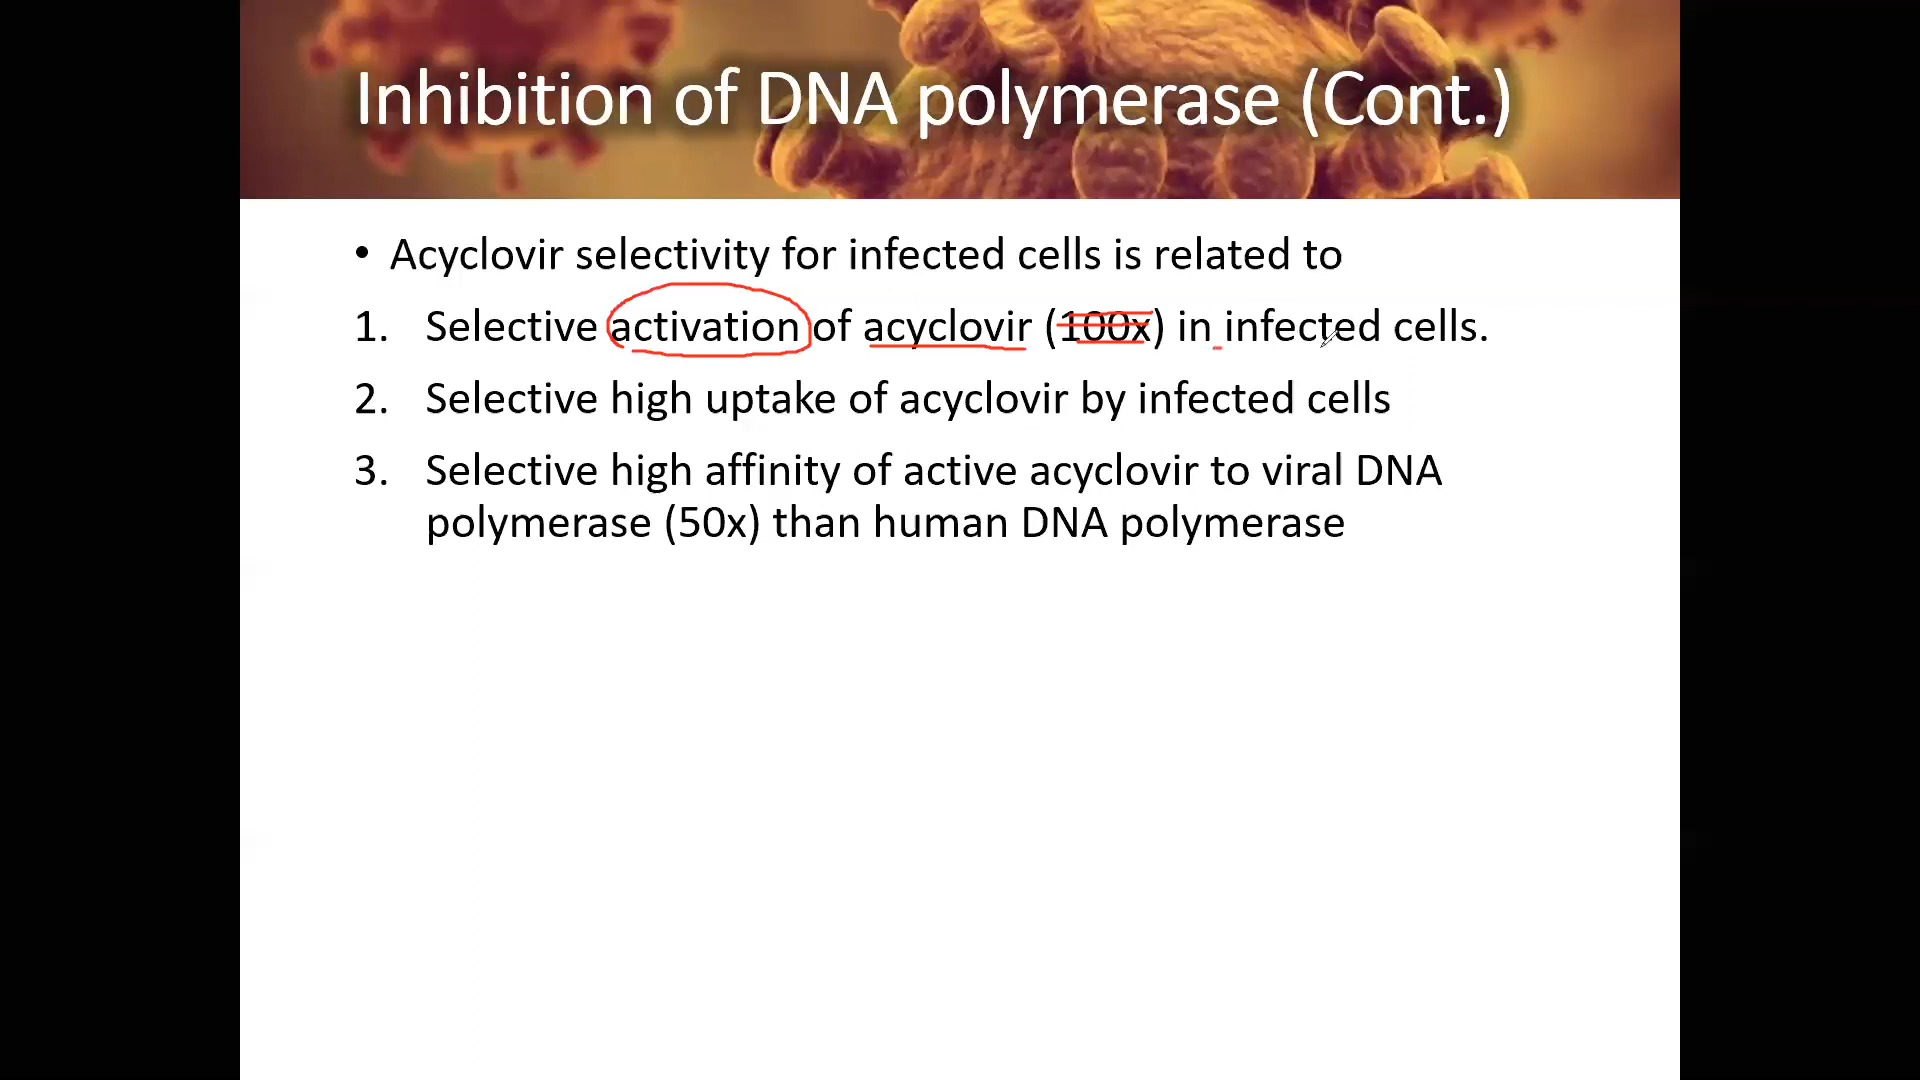 Inhibition of DNA polymerase (Cont.)
• Acyclovir selectivity for infected cells is related to
1. Selective activation of acyclovir (100x) in infected cells.
2. Selective high uptake of acyclovir by infected cells
3. Selective high affinity of active acyclovir to viral DNA
polymerase (50x) than human DNA polymerase